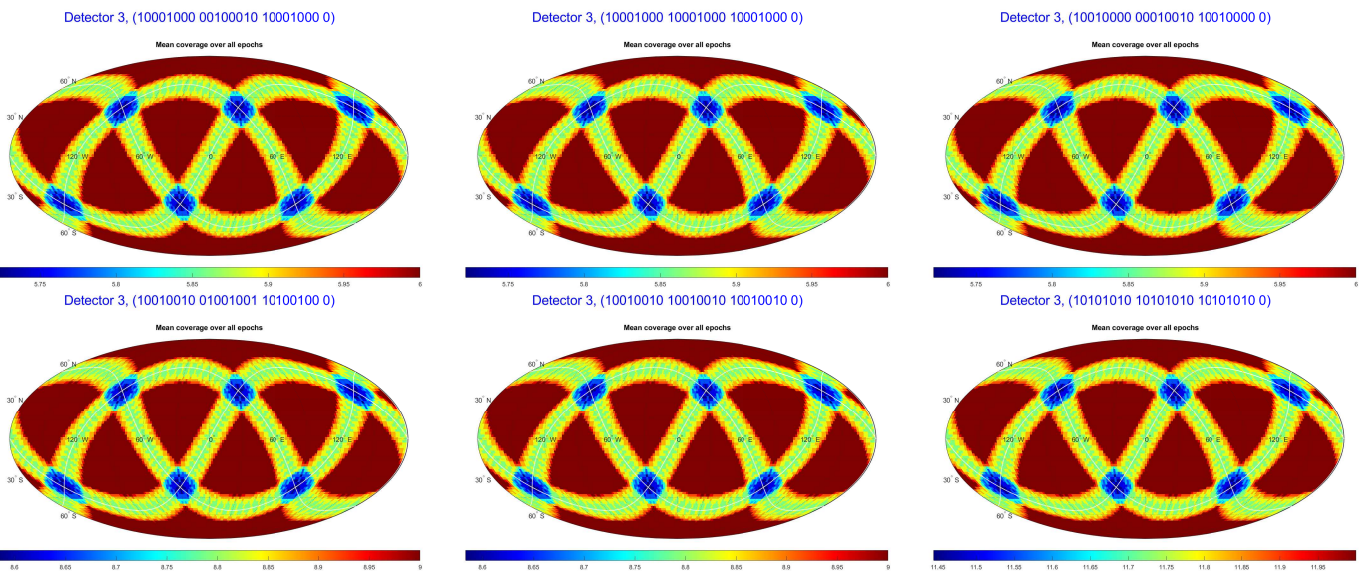 Detector 3, (10001000 00100010 10001000 0)
Mean coverage over all epochs
60° N
30° N
120° W
60° W
0°
60° E
120° E
30° S
60° S
5.75 5.8 5.85 5.9 5.95 6
Detector 3, (10001000 10001000 10001000 0)
Mean coverage over all epochs
60° N
30° N
120° W
60° W
0°
60° E
120° E
30° S
60° S
5.75 5.8 5.85 5.9 5.95 6
Detector 3, (10010000 00010010 10010000 0)
Mean coverage over all epochs
60° N
30° N
120° W
60° W
0°
60° E
120° E
30° S
60° S
5.75 5.8 5.85 5.9 5.95 6
Detector 3, (10010010 01001001 10100100 0)
Mean coverage over all epochs
60° N
30° N
120° W
60° W
0°
60° E
120° E
30° S
60° S
8.6 8.65 8.7 8.75 8.8 8.85 8.9 8.95 9
Detector 3, (10010010 10010010 10010010 0)
Mean coverage over all epochs
60° N
30° N
120° W
60° W
0°
60° E
120° E
30° S
60° S
8.6 8.65 8.7 8.75 8.8 8.85 8.9 8.95 9
Detector 3, (10101010 10101010 10101010 0)
Mean coverage over all epochs
60° N
30° N
120° W
60° W
0°
60° E
120° E
30° S
60° S
11.45 11.5 11.55 11.6 11.65 11.7 11.75 11.8 11.85 11.9 11.95